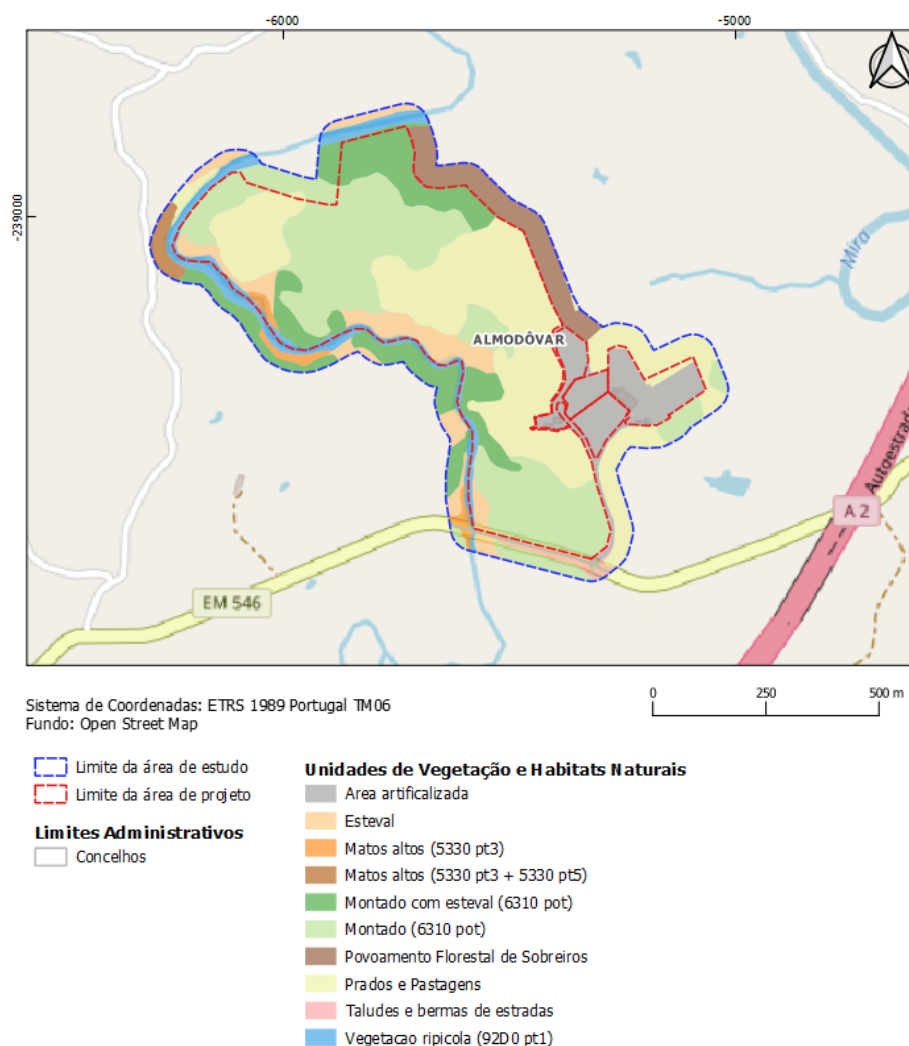 -6000
-5000
-239000
Mira
ALMODÔVAR
Autoestrada
A 2
EM 546
0
250
500 m
Sistema de Coordenadas: ETRS 1989 Portugal TM06
Fundo: Open Street Map
Limite da área de estudo
Limite da área de projeto
Limites Administrativos
Concelhos
Unidades de Vegetação e Habitats Naturais
Area artificalizada
Esteval
Matos altos (5330 pt3)
Matos altos (5330 pt3 + 5330 pt5)
Montado com esteval (6310 pot)
Montado (6310 pot)
Povoamento Florestal de Sobreiros
Prados e Pastagens
Taludes e bermas de estradas
Vegetacao ripicola (92D0 pt1)